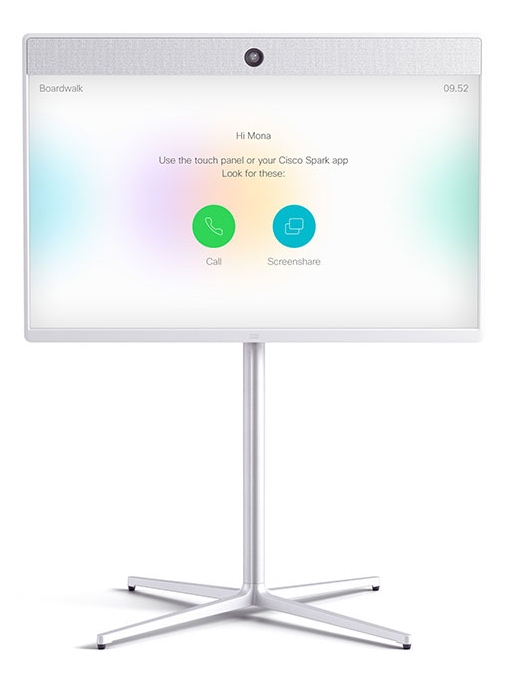 Boardwalk
09.52
Hi Mona
Use the touch panel or your Cisco Spark app
Look for these:
Call
Screenshare